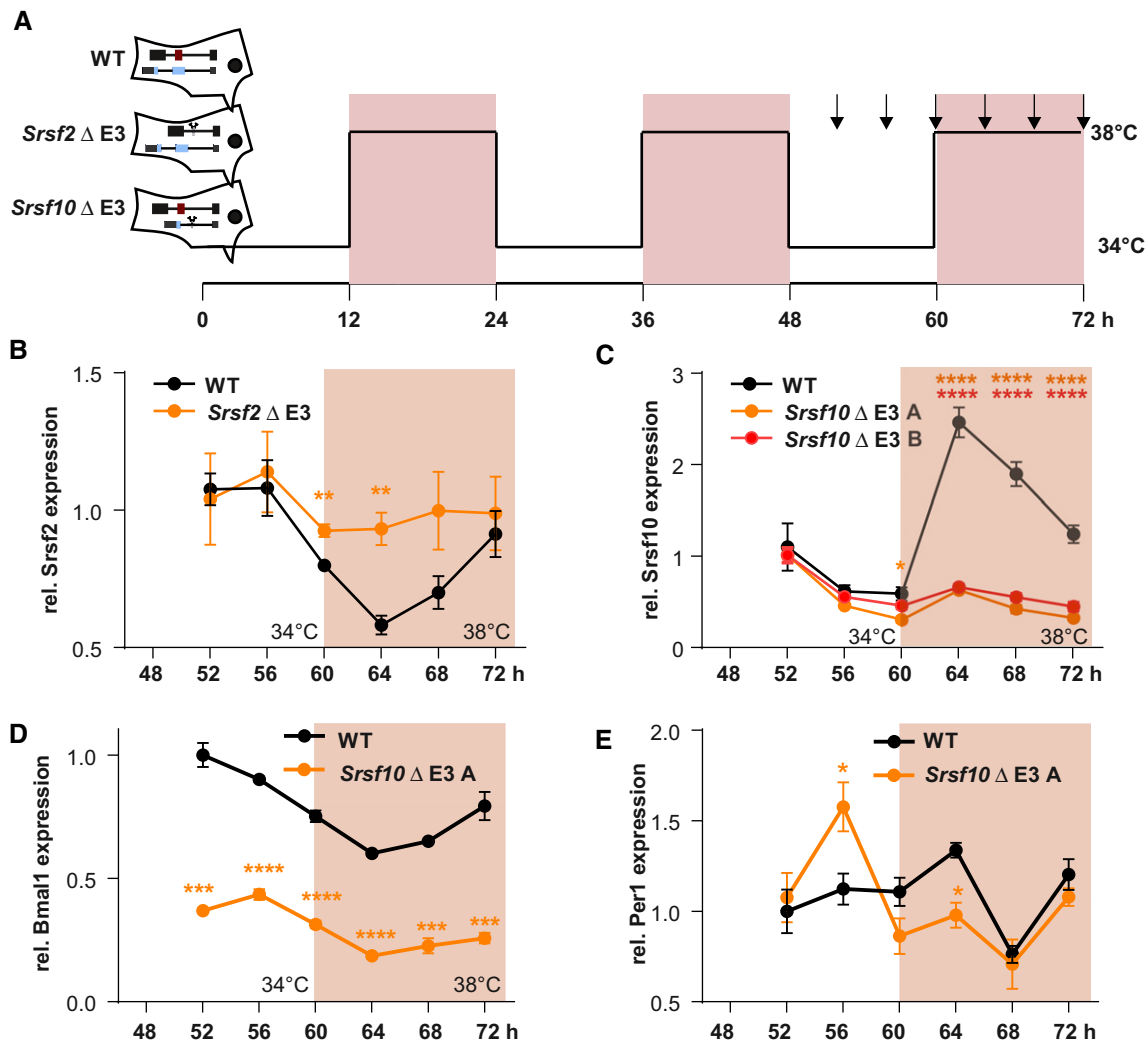 A
WT
Srsf2 Δ E3
Srsf10 Δ E3
38°C
34°C
0 12 24 36 48 60 72 h
B
1.5
1.0
0.5
rel. Srsf2 expression
WT
Srsf2 Δ E3
** **
34°C 38°C
48 52 56 60 64 68 72 h
C
3
2
1
0
rel. Srsf10 expression
WT
Srsf10 Δ E3 A
Srsf10 Δ E3 B
**** **** ****
**** **** ****
*
34°C 38°C
48 52 56 60 64 68 72 h
D
1.0
0.5
0.0
rel. Bmal1 expression
WT
Srsf10 Δ E3 A
*** **** **** **** *** ***
34°C 38°C
48 52 56 60 64 68 72 h
E
2.0
1.5
1.0
0.5
rel. Per1 expression
WT
Srsf10 Δ E3 A
* *
48 52 56 60 64 68 72 h